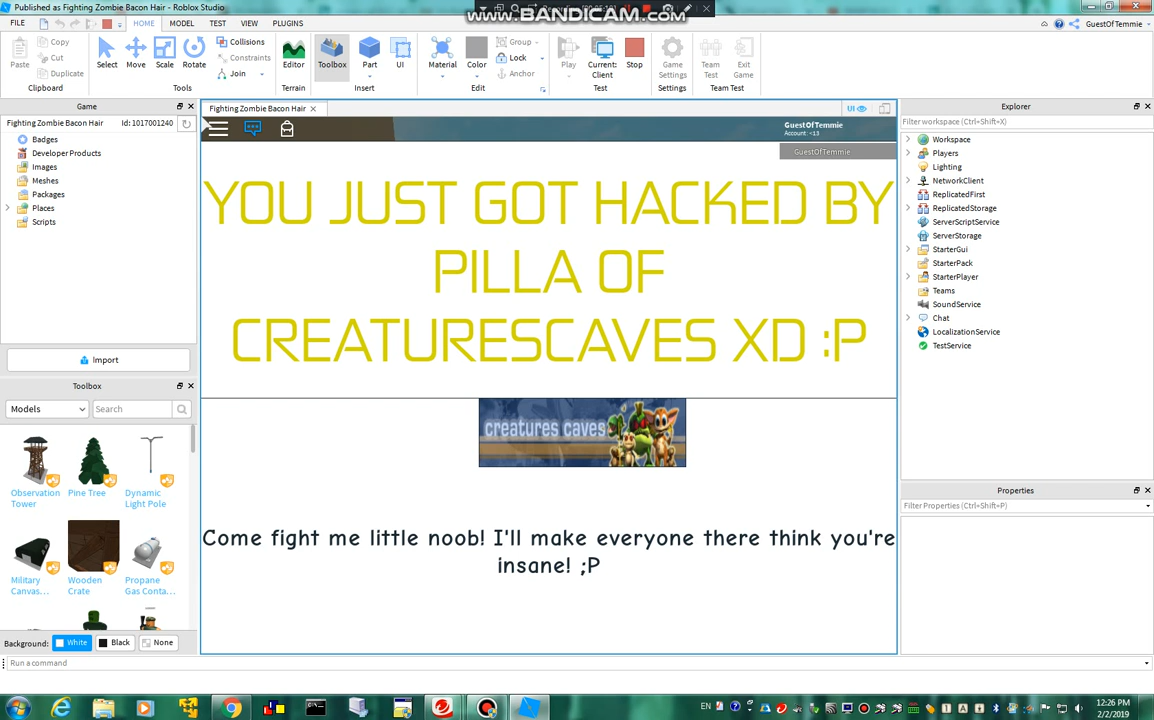 Published as Fighting Zombie Bacon Hair - Roblox Studio
www.BANDICAM.com
FILE HOME MODEL TEST VIEW PLUGINS
GuestOfTemmie
Paste Copy Cut Duplicate Select Move Scale Rotate Collisions Constraints Join Editor Toolbox Part UI Material Color Group Lock Anchor Play Current: Client Stop Game Settings Team Test Exit Game
Clipboard Tools Terrain Insert Edit Test Settings Team Test
Game
Fighting Zombie Bacon Hair Id: 1017001240
Badges
Developer Products
Images
Meshes
Packages
Places
Scripts
Import
Toolbox
Models Search
Observation Tower
Pine Tree
Dynamic Light Pole
Military Canvas...
Wooden Crate
Propane Gas Conta...
Background: White Black None
Run a command
Fighting Zombie Bacon Hair
UI
GuestOfTemmie
Account: <13
GuestOfTemmie
YOU JUST GOT HACKED BY
PILLA OF
CREATURESCAVES XD :P
creatures caves
Come fight me little noob! I'll make everyone there think you're
insane! ;P
Explorer
Filter workspace (Ctrl+Shift+X)
Workspace
Players
Lighting
NetworkClient
ReplicatedFirst
ReplicatedStorage
ServerScriptService
ServerStorage
StarterGui
StarterPack
StarterPlayer
Teams
SoundService
Chat
LocalizationService
TestService
Properties
Filter Properties (Ctrl+Shift+P)
EN
12:26 PM
2/2/2019